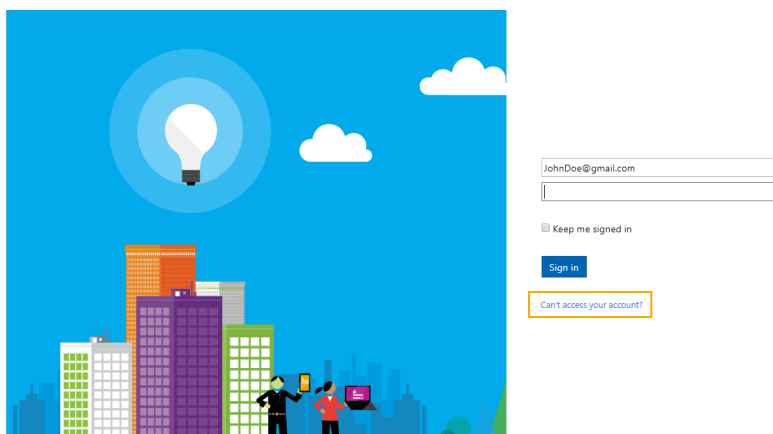 JohnDoe@gmail.com
Keep me signed in
Sign in
Can't access your account?